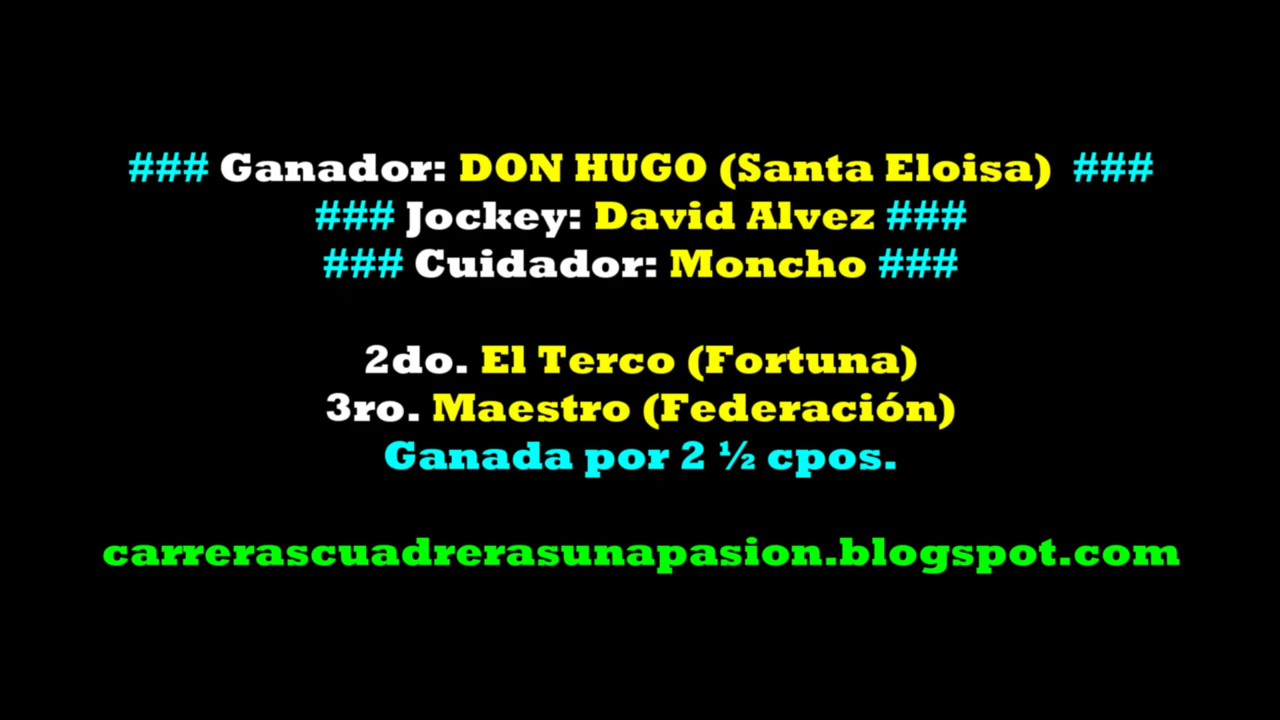 ### Ganador: DON HUGO (Santa Eloisa) ###
### Jockey: David Alvez ###
### Cuidador: Moncho ###
2do. El Terco (Fortuna)
3ro. Maestro (Federación)
Ganada por 2 ½ cpos.
carrerascuadrerasunapasion.blogspot.com